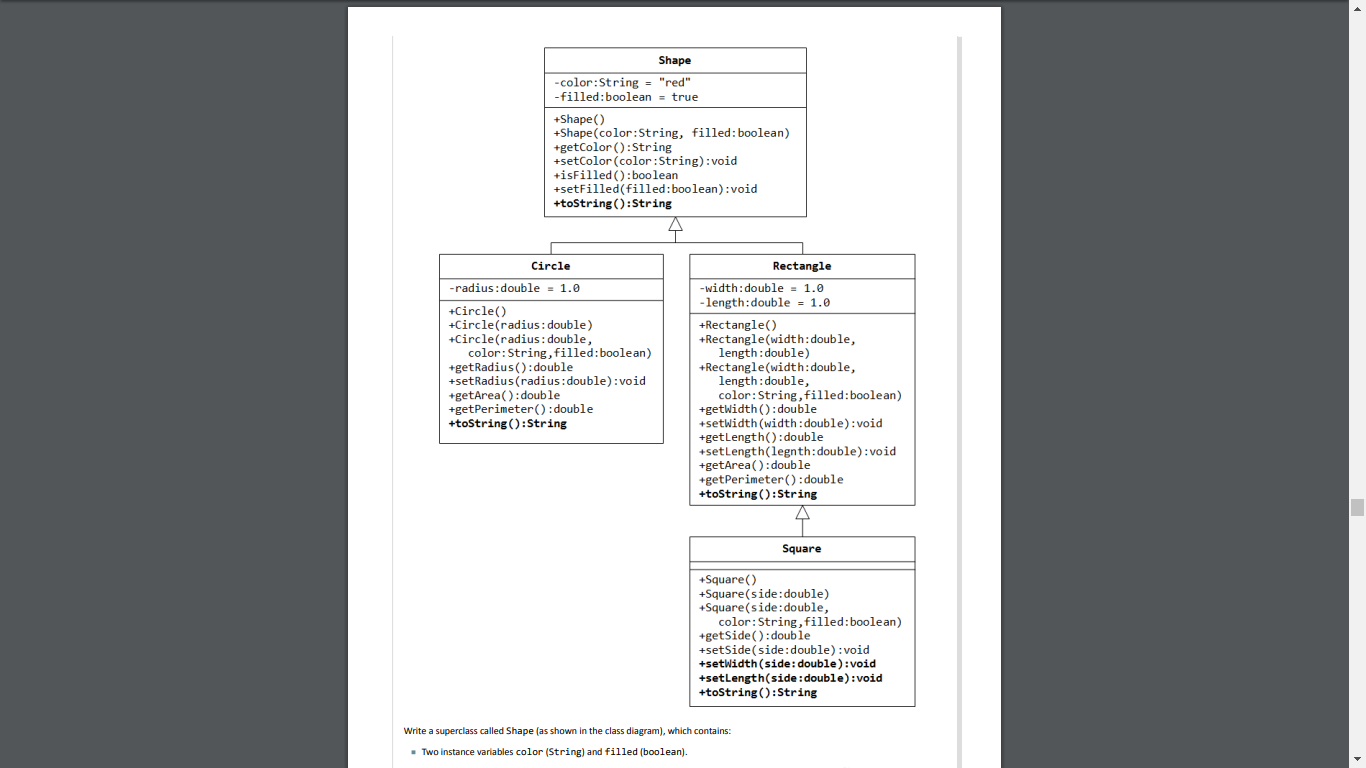 Shape
-color:String = "red"
-filled:boolean = true
+Shape()
+Shape(color:String, filled:boolean)
+getColor():String
+setColor(color:String):void
+isFilled():boolean
+setFilled(filled:boolean):void
+toString():String
Circle
-radius:double = 1.0
+Circle()
+Circle(radius:double)
+Circle(radius:double,
color:String,filled:boolean)
+getRadius():double
+setRadius(radius:double):void
+getArea():double
+getPerimeter():double
+toString():String
Rectangle
-width:double = 1.0
-length:double = 1.0
+Rectangle()
+Rectangle(width:double,
length:double)
+Rectangle(width:double,
length:double,
color:String,filled:boolean)
+getWidth():double
+setWidth(width:double):void
+getLength():double
+setLength(legnth:double):void
+getArea():double
+getPerimeter():double
+toString():String
Square
+Square()
+Square(side:double)
+Square(side:double,
color:String,filled:boolean)
+getSide():double
+setSide(side:double):void
+setWidth(side:double):void
+setLength(side:double):void
+toString():String
Write a superclass called Shape (as shown in the class diagram), which contains:
▪ Two instance variables color (String) and filled (boolean).